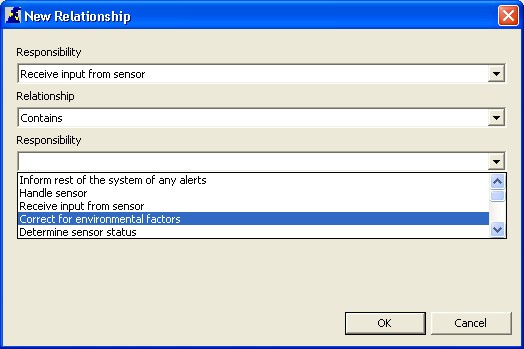 New Relationship
Responsibility
Receive input from sensor
Relationship
Contains
Responsibility
Inform rest of the system of any alerts
Handle sensor
Receive input from sensor
Correct for environmental factors
Determine sensor status
OK Cancel